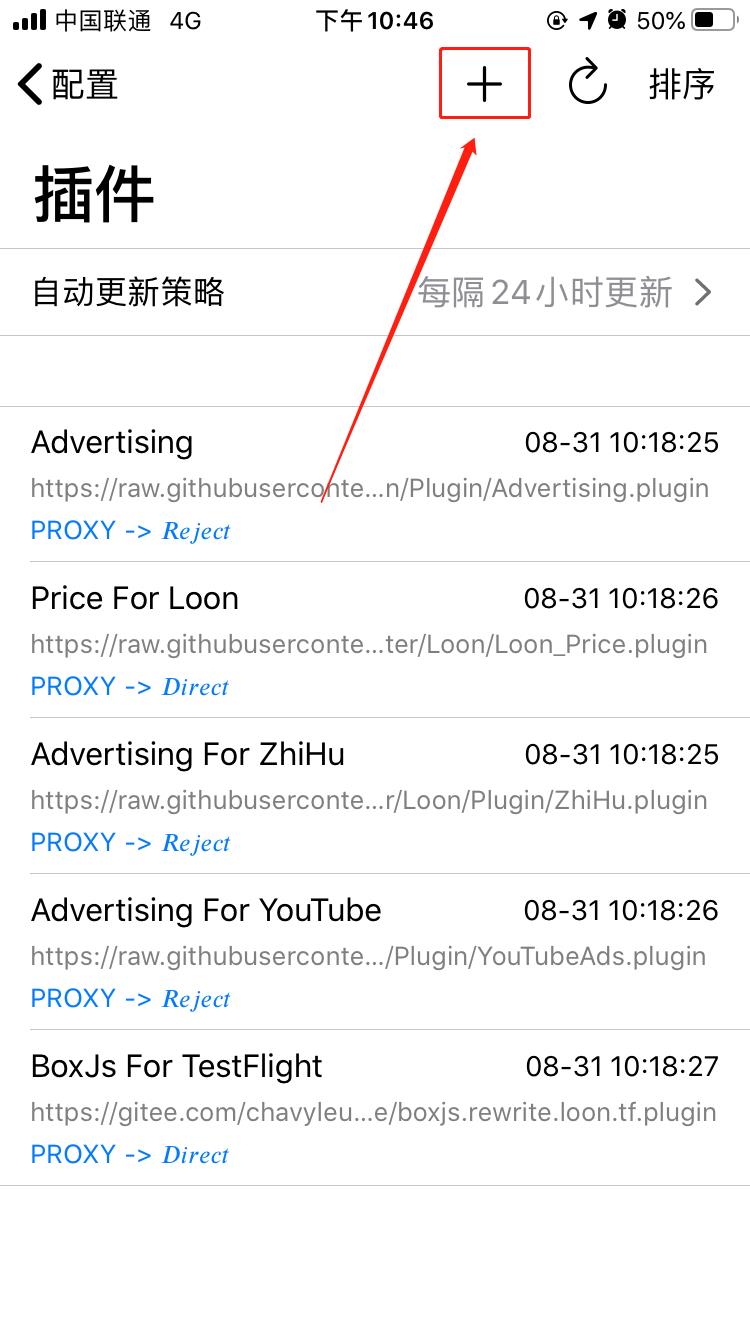 中国联通 4G 下午10:46 50%
配置 排序
插件
自动更新策略 每隔24小时更新
Advertising 08-31 10:18:25
https://raw.githubuserconte...n/Plugin/Advertising.plugin
PROXY -> Reject
Price For Loon 08-31 10:18:26
https://raw.githubuserconte...ter/Loon/Loon_Price.plugin
PROXY -> Direct
Advertising For ZhiHu 08-31 10:18:25
https://raw.githubuserconte...r/Loon/Plugin/ZhiHu.plugin
PROXY -> Reject
Advertising For YouTube 08-31 10:18:26
https://raw.githubuserconte.../Plugin/YouTubeAds.plugin
PROXY -> Reject
BoxJs For TestFlight 08-31 10:18:27
https://gitee.com/chavyleu...e/boxjs.rewrite.loon.tf.plugin
PROXY -> Direct